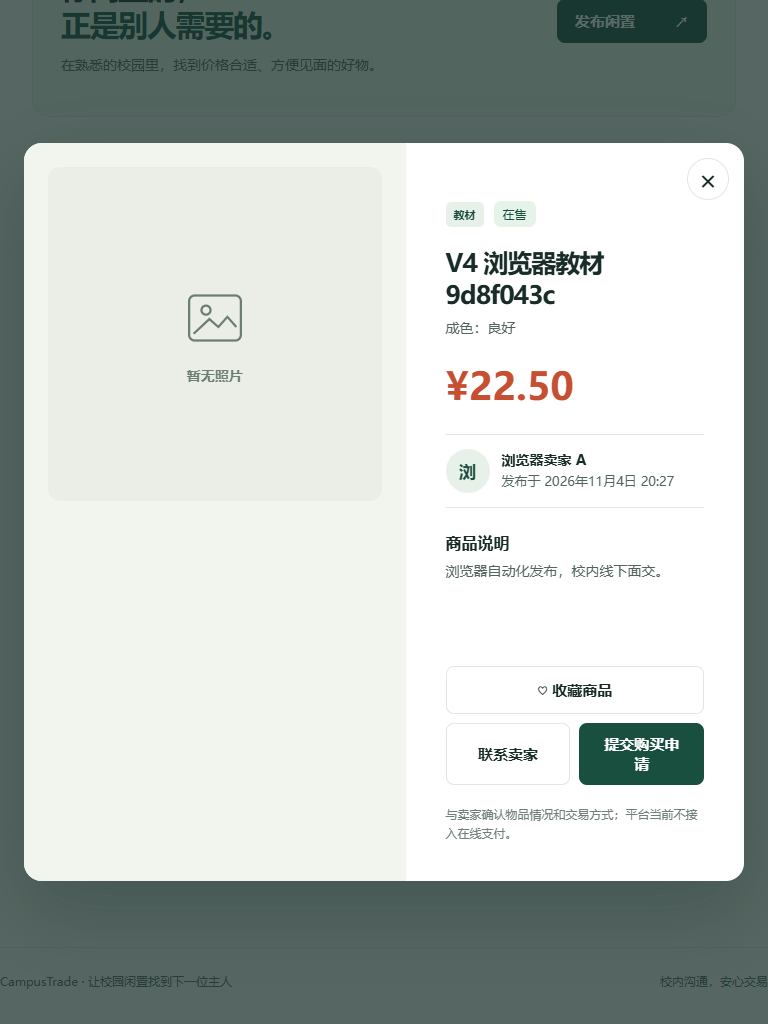 正是别人需要的。
在熟悉的校园里，找到价格合适、方便见面的好物。
发布闲置
暂无照片
教材
在售
V4 浏览器教材
9d8f043c
成色：良好
¥22.50
浏
浏览器卖家 A
发布于 2026年11月4日 20:27
商品说明
浏览器自动化发布，校内线下面交。
♡ 收藏商品
联系卖家
提交购买申
请
与卖家确认物品情况和交易方式；平台当前不接
入在线支付。
CampusTrade · 让校园闲置找到下一位主人
校内沟通，安心交易